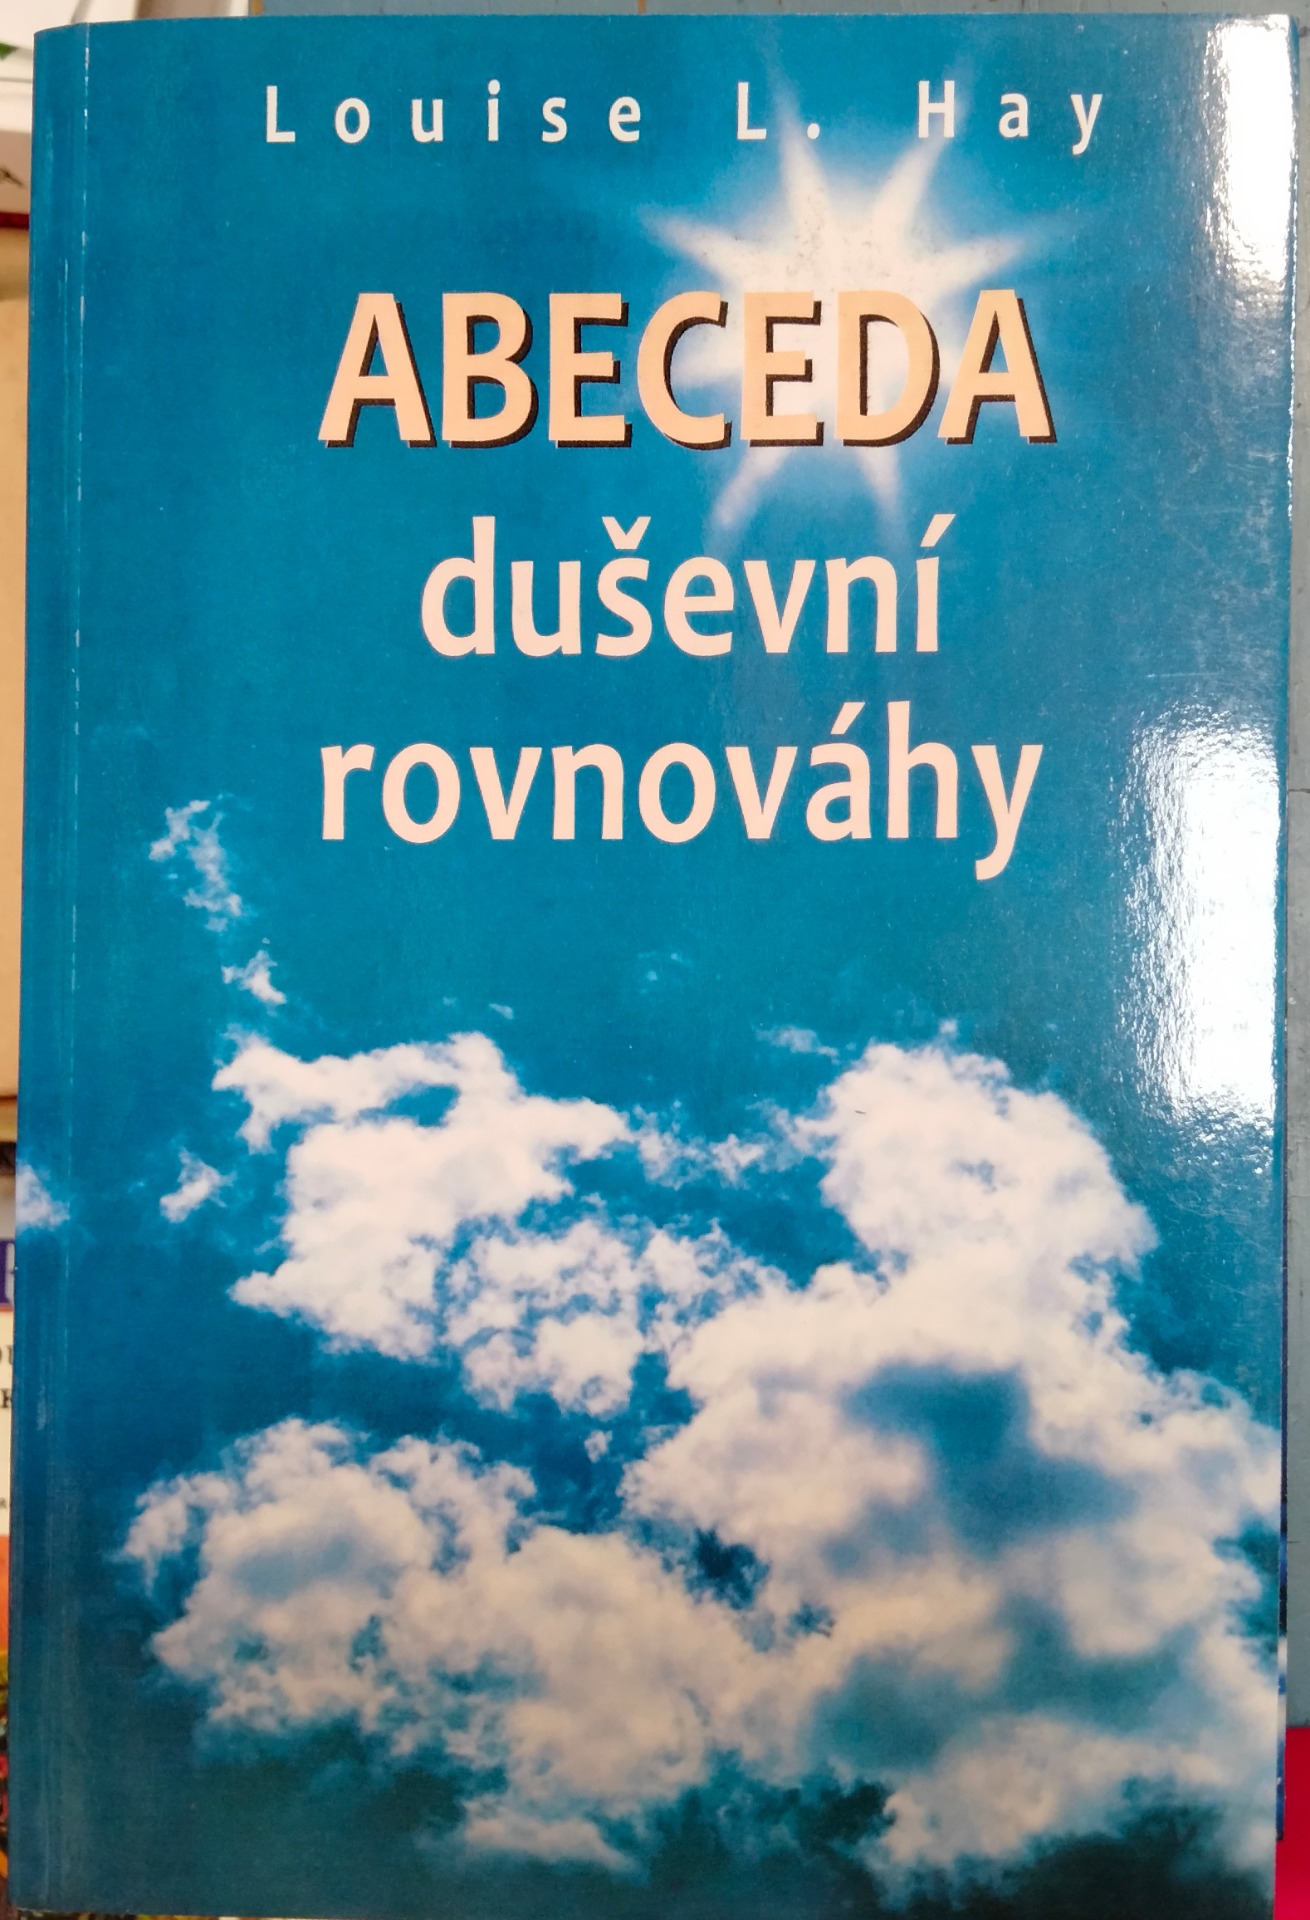 Louise L. Hay
ABECEDA
duševní
rovnováhy